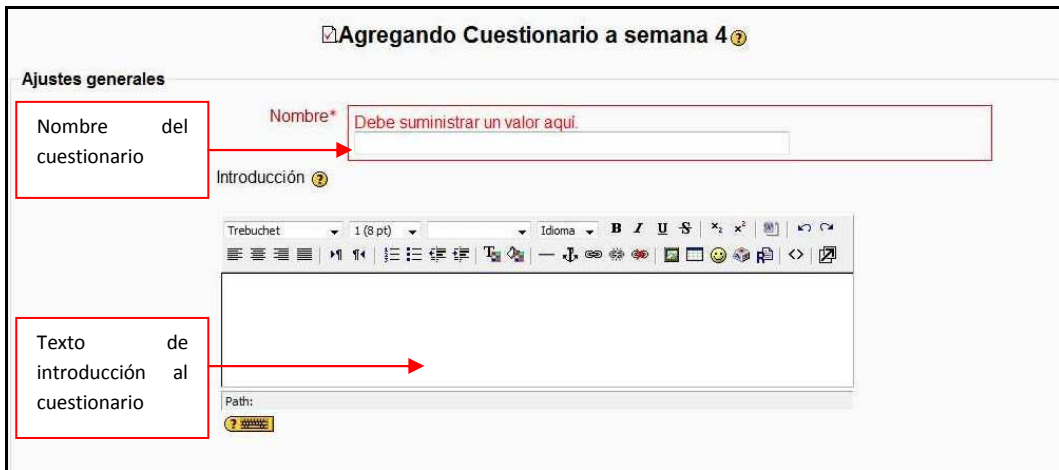 Agregando Cuestionario a semana 4
Ajustes generales
Nombre del
cuestionario
Nombre*
Debe suministrar un valor aquí.
Introducción
Trebuchet 1 (8 pt) Idioma B I U S
Texto de
introducción al
cuestionario
Path: